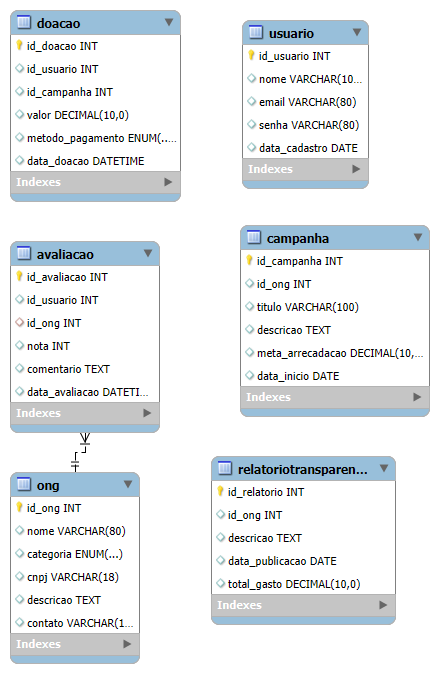 doacao
id_doacao INT
id_usuario INT
id_campanha INT
valor DECIMAL(10,0)
metodo_pagamento ENUM(...
data_doacao DATETIME
Indexes
usuario
id_usuario INT
nome VARCHAR(10...
email VARCHAR(80)
senha VARCHAR(80)
data_cadastro DATE
Indexes
avaliacao
id_avaliacao INT
id_usuario INT
id_ong INT
nota INT
comentario TEXT
data_avaliacao DATETI...
Indexes
campanha
id_campanha INT
id_ong INT
titulo VARCHAR(100)
descricao TEXT
meta_arrecadacao DECIMAL(10,...
data_inicio DATE
Indexes
ong
id_ong INT
nome VARCHAR(80)
categoria ENUM(...)
cnpj VARCHAR(18)
descricao TEXT
contato VARCHAR(1...
Indexes
relatoriotransparen...
id_relatorio INT
id_ong INT
descricao TEXT
data_publicacao DATE
total_gasto DECIMAL(10,0)
Indexes